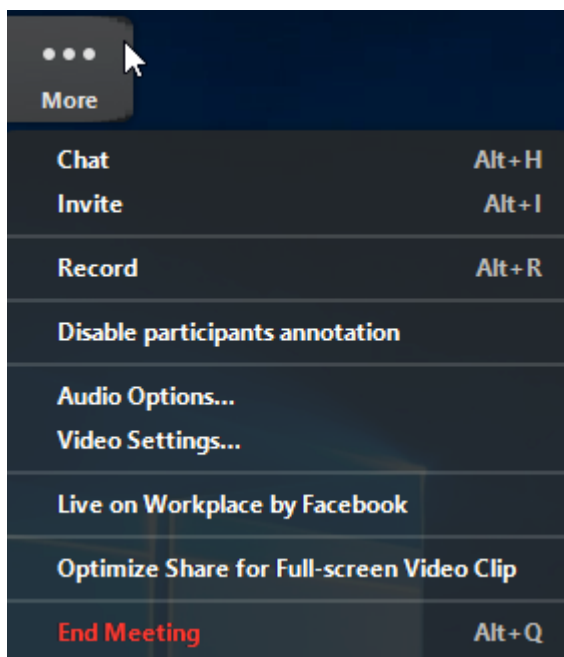 More
Chat Alt+H
Invite Alt+I
Record Alt+R
Disable participants annotation
Audio Options...
Video Settings...
Live on Workplace by Facebook
Optimize Share for Full-screen Video Clip
End Meeting Alt+Q